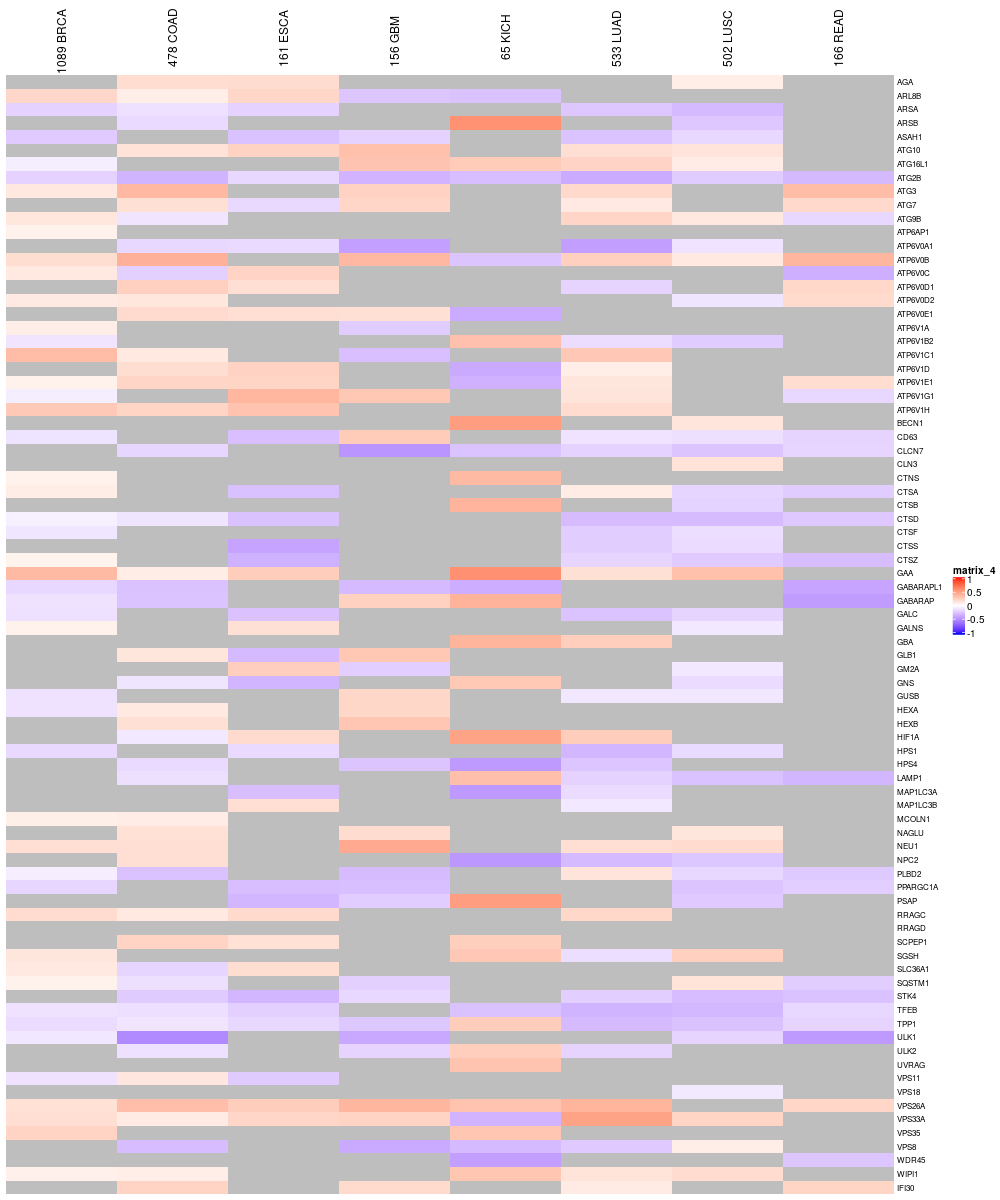 1089 BRCA
478 COAD
161 ESCA
156 GBM
65 KICH
533 LUAD
502 LUSC
166 READ
AGA
ARL8B
ARSA
ARSB
ASAH1
ATG10
ATG16L1
ATG2B
ATG3
ATG7
ATG9B
ATP6AP1
ATP6V0A1
ATP6V0B
ATP6V0C
ATP6V0D1
ATP6V0D2
ATP6V0E1
ATP6V1A
ATP6V1B2
ATP6V1C1
ATP6V1D
ATP6V1E1
ATP6V1G1
ATP6V1H
BECN1
CD63
CLCN7
CLN3
CTNS
CTSA
CTSB
CTSD
CTSF
CTSS
CTSZ
GAA
GABARAPL1
GABARAP
GALC
GALNS
GBA
GLB1
GM2A
GNS
GUSB
HEXA
HEXB
HIF1A
HPS1
HPS4
LAMP1
MAP1LC3A
MAP1LC3B
MCOLN1
NAGLU
NEU1
NPC2
PLBD2
PPARGC1A
PSAP
RRAGC
RRAGD
SCPEP1
SGSH
SLC36A1
SQSTM1
STK4
TFEB
TPP1
ULK1
ULK2
UVRAG
VPS11
VPS18
VPS26A
VPS33A
VPS35
VPS8
WDR45
WIPI1
IFI30
matrix_4
1
0.5
0
-0.5
-1